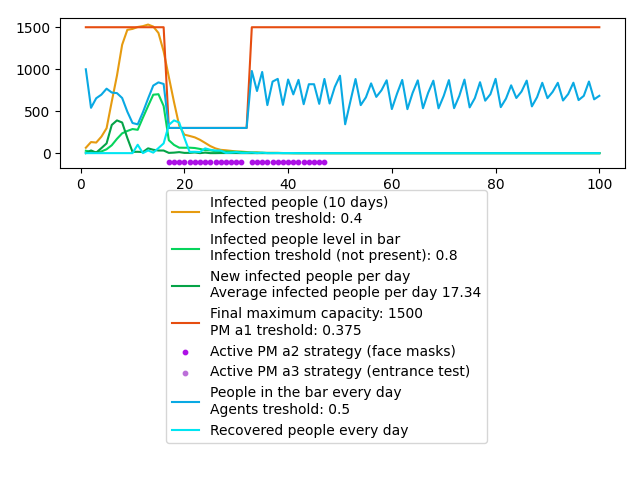 1500
1000
500
0
0
20
40
60
80
100
Infected people (10 days)
Infection treshold: 0.4
Infected people level in bar
Infection treshold (not present): 0.8
New infected people per day
Average infected people per day 17.34
Final maximum capacity: 1500
PM a1 treshold: 0.375
Active PM a2 strategy (face masks)
Active PM a3 strategy (entrance test)
People in the bar every day
Agents treshold: 0.5
Recovered people every day